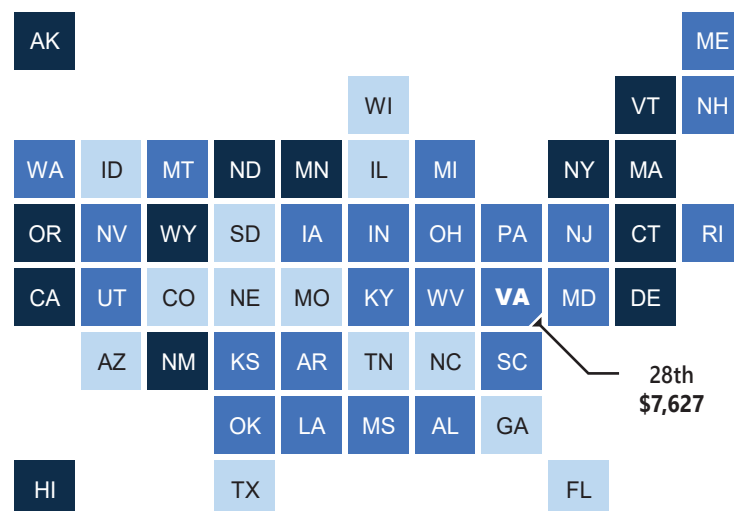 AK ME
WI VT NH
WA ID MT ND MN IL MI NY MA
OR NV WY SD IA IN OH PA NJ CT RI
CA UT CO NE MO KY WV VA MD DE
AZ NM KS AR TN NC SC
28th
$7,627
OK LA MS AL GA
HI TX FL